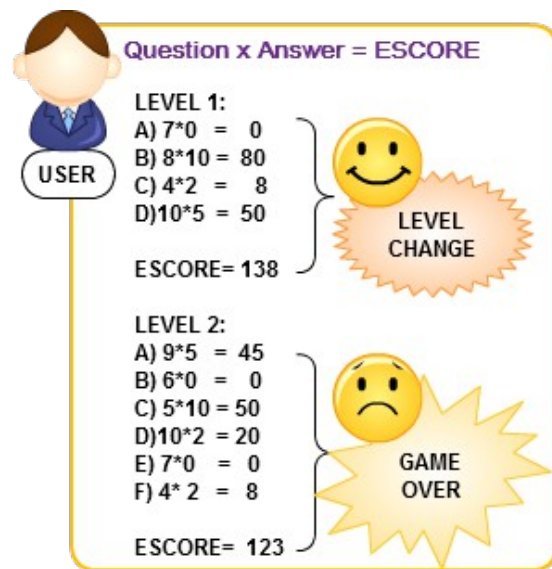 Question x Answer = ESCORE
USER
LEVEL 1:
A) 7*0 = 0
B) 8*10 = 80
C) 4*2 = 8
D)10*5 = 50
ESCORE= 138
LEVEL
CHANGE
LEVEL 2:
A) 9*5 = 45
B) 6*0 = 0
C) 5*10 = 50
D)10*2 = 20
E) 7*0 = 0
F) 4* 2 = 8
ESCORE= 123
GAME
OVER